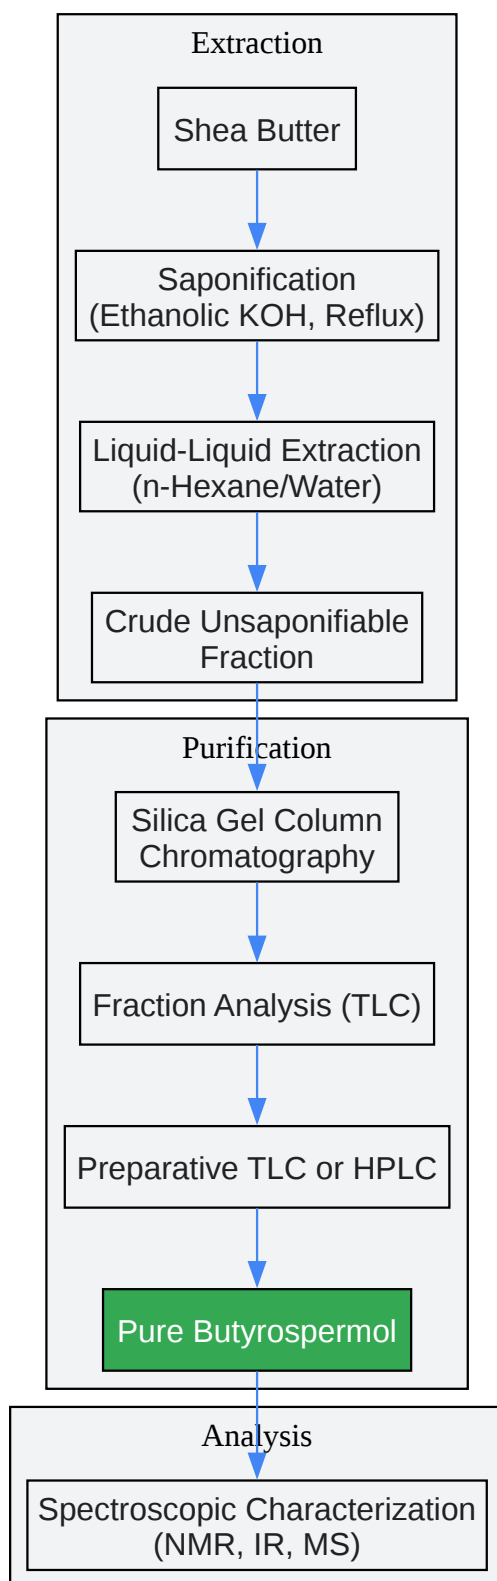 Extraction
Shea Butter
Saponification
(Ethanolic KOH, Reflux)
Liquid-Liquid Extraction
(n-Hexane/Water)
Crude Unsaponifiable
Fraction
Purification
Silica Gel Column
Chromatography
Fraction Analysis (TLC)
Preparative TLC or HPLC
Pure Butyrospermol
Analysis
Spectroscopic Characterization
(NMR, IR, MS)